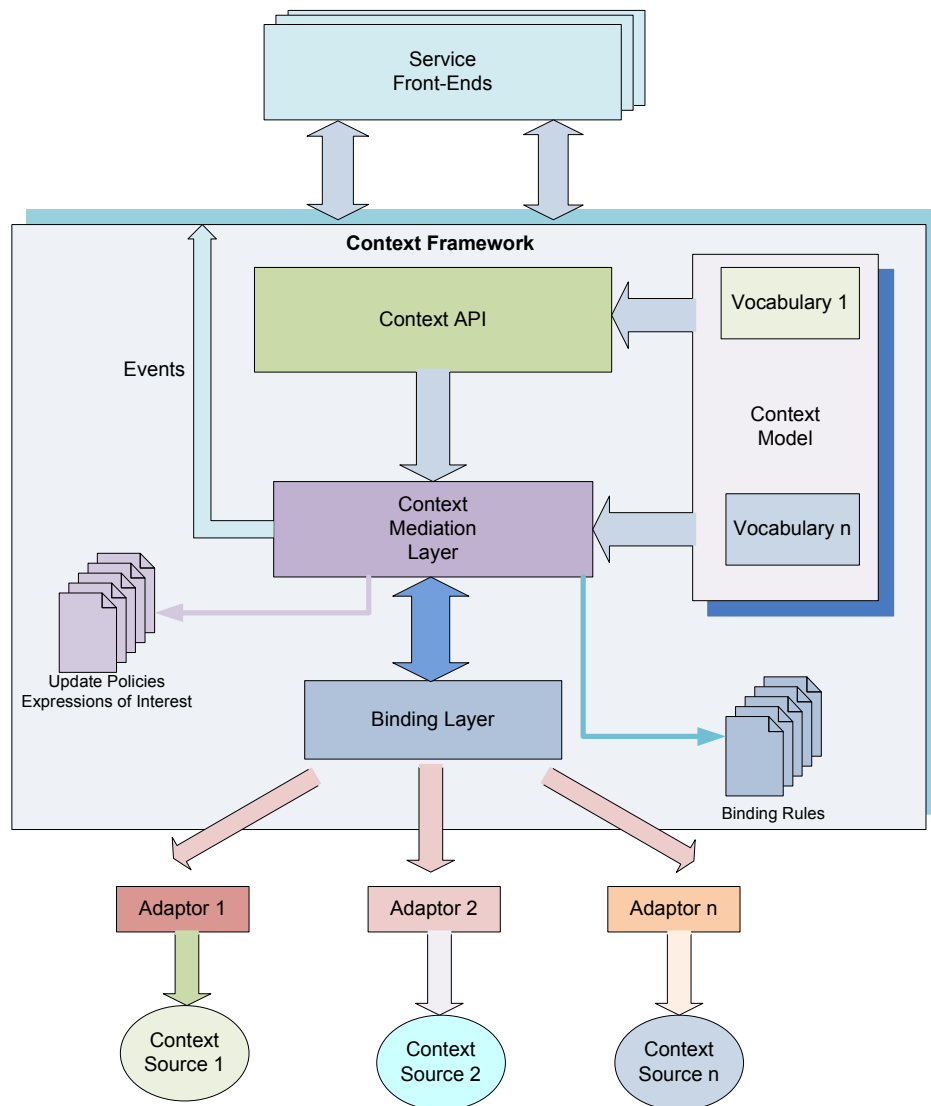 Service
Front-Ends
Context Framework
Context API
Vocabulary 1
Events
Context
Model
Context
Mediation
Layer
Vocabulary n
Update Policies
Expressions of Interest
Binding Layer
Binding Rules
Adaptor 1
Adaptor 2
Adaptor n
Context
Source 1
Context
Source 2
Context
Source n